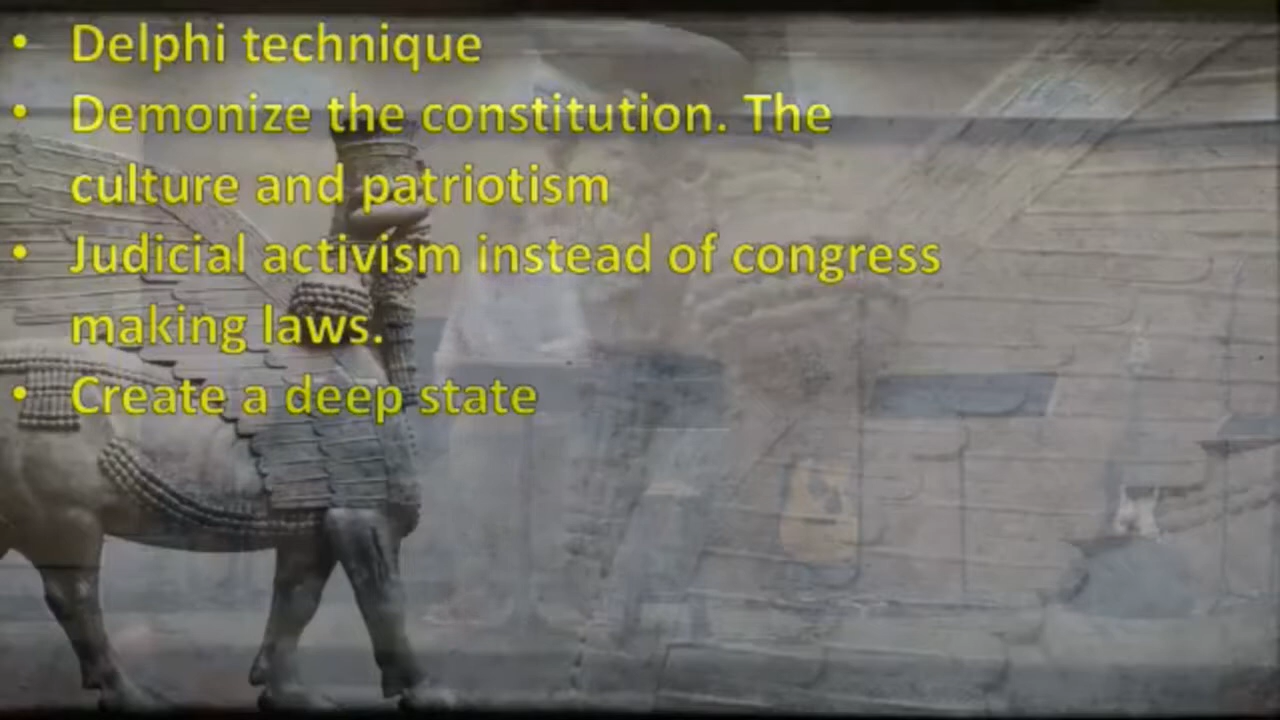 • Delphi technique
• Demonize the constitution. The
culture and patriotism
• Judicial activism instead of congress
making laws.
• Create a deep state